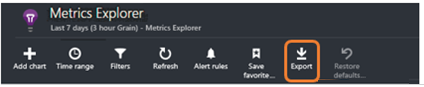 Metrics Explorer
Last 7 days (3 hour Grain) - Metrics Explorer
Add chart
Time range
Filters
Refresh
Alert rules
Save
favorite...
Export
Restore
defaults...